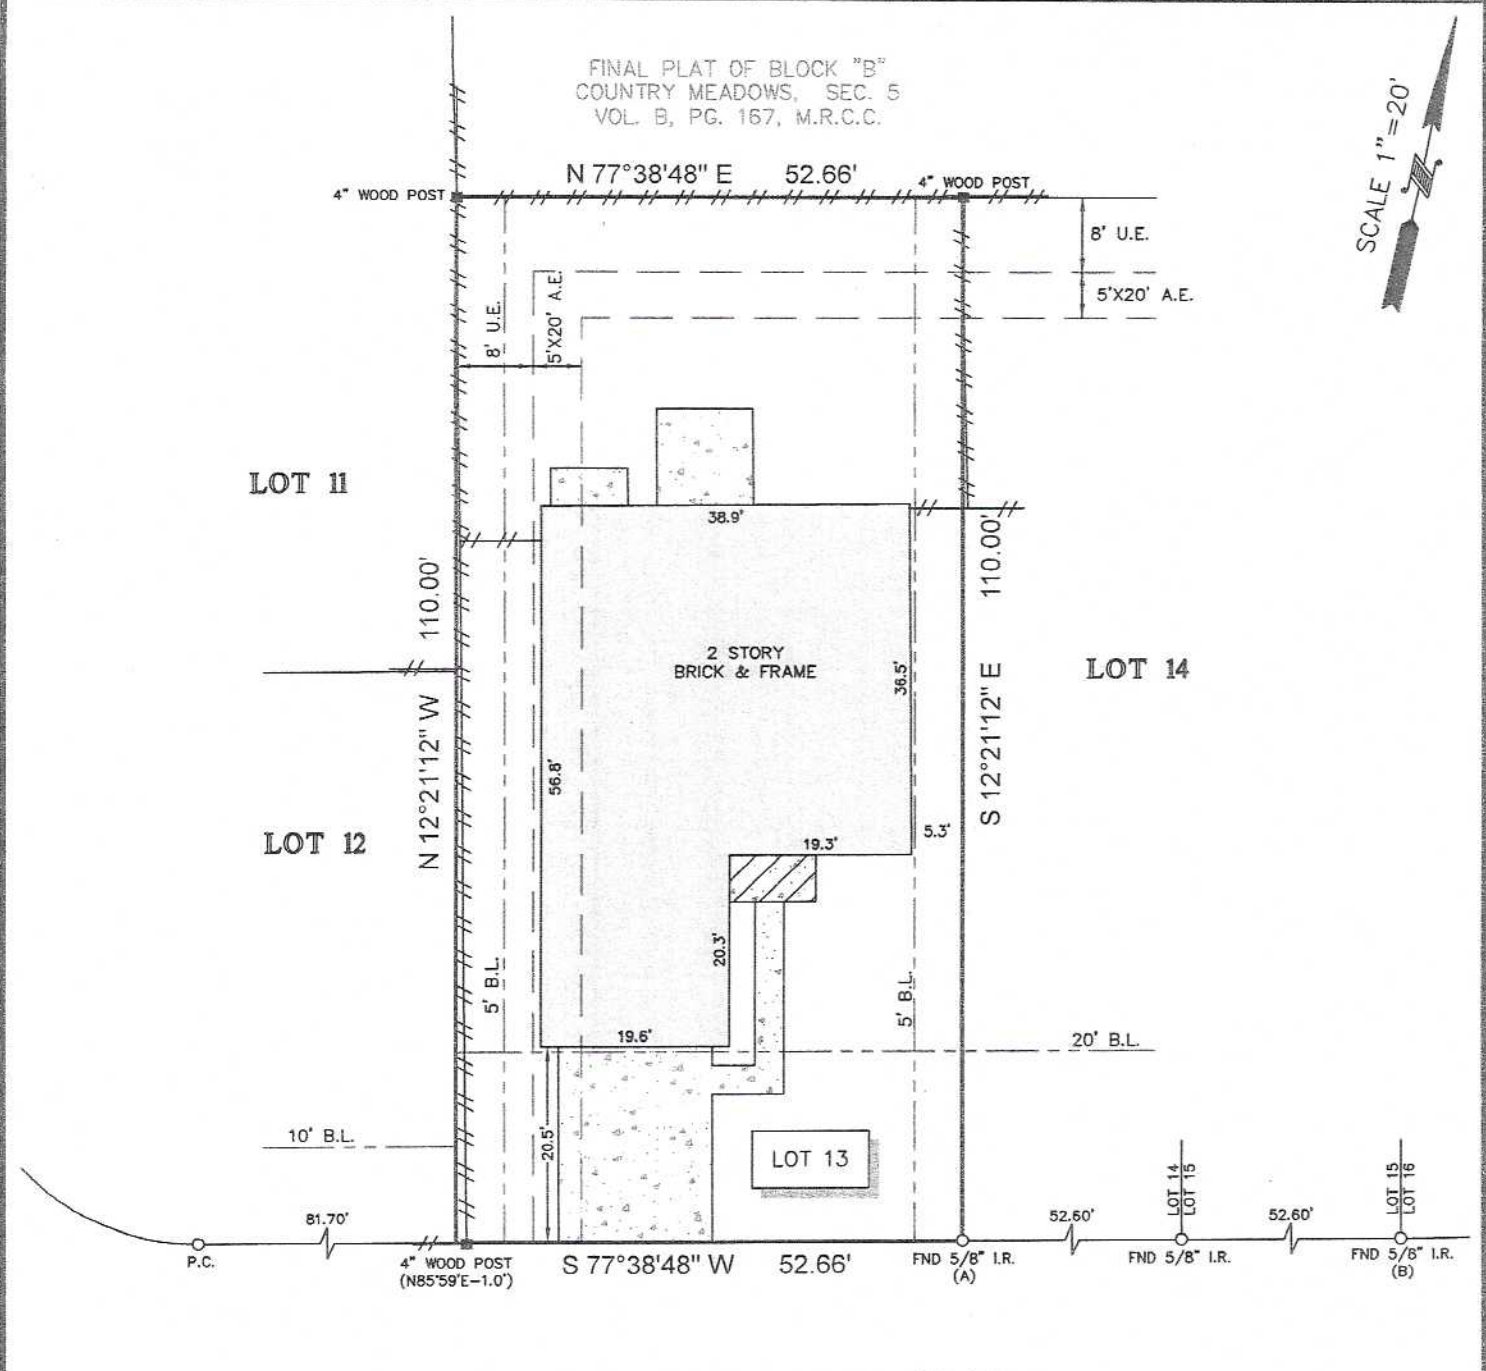 FINAL PLAT OF BLOCK "B"
COUNTRY MEADOWS, SEC. 5
VOL. B, PG. 167, M.R.C.C.
SCALE 1"=20'
N 77°38'48" E 52.66'
4" WOOD POST
4" WOOD POST
8' U.E.
5'X20' A.E.
8' U.E.
5'X20' A.E.
LOT 11
38.9'
110.00'
110.00'
2 STORY
BRICK & FRAME
36.5'
LOT 14
N 12°21'12" W
S 12°21'12" E
56.8'
LOT 12
19.3'
5.3'
20.3'
5' B.L.
5' B.L.
19.6'
20' B.L.
10' B.L.
20.5'
LOT 13
LOT 14
LOT 15
LOT 15
LOT 16
81.70'
52.60'
52.60'
P.C.
4" WOOD POST
(N85°59'E-1.0')
S 77°38'48" W 52.66'
FND 5/8" I.R.
(A)
FND 5/8" I.R.
FND 5/8" I.R.
(B)